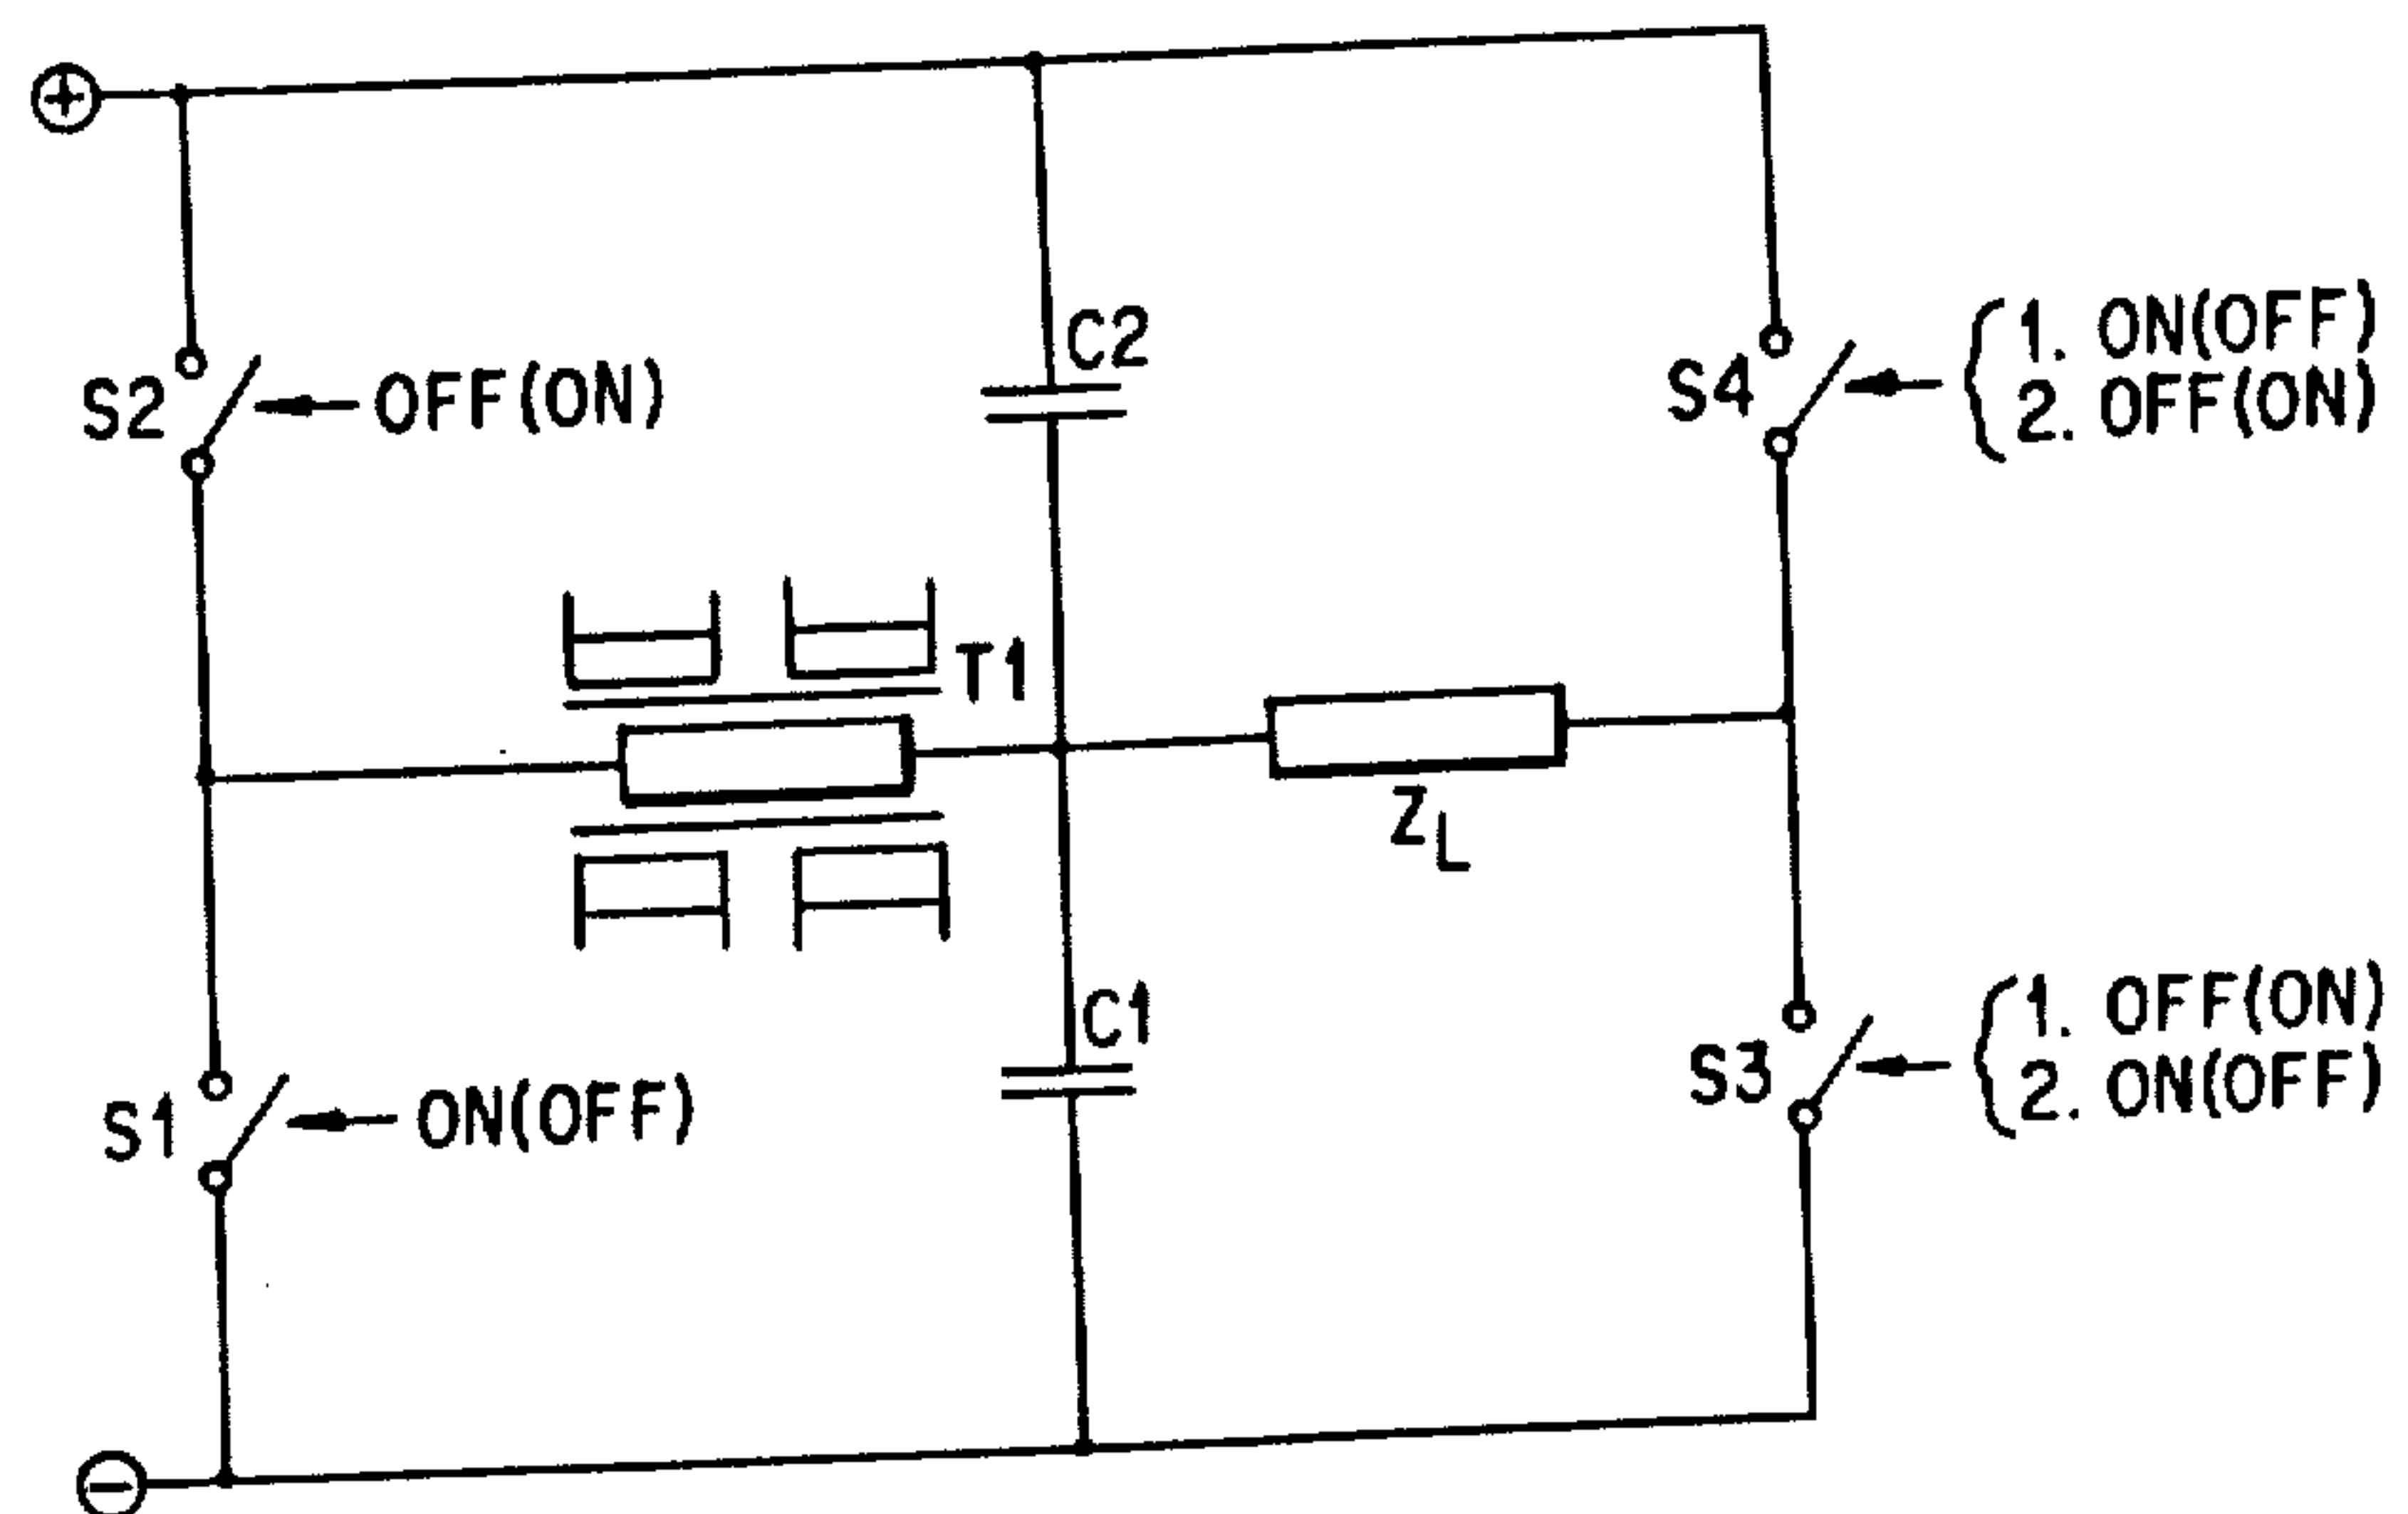 +
C2
1. ON(OFF)
2. OFF(ON)
S4
S2
OFF(ON)
T1
ZL
C1
1. OFF(ON)
2. ON(OFF)
S3
S1
ON(OFF)
−